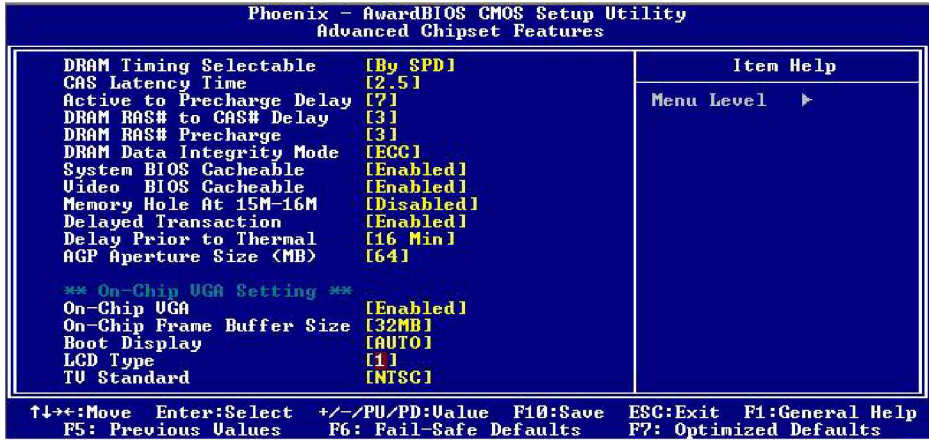 Phoenix - AwardBIOS CMOS Setup Utility
Advanced Chipset Features
DRAM Timing Selectable [By SPD]
CAS Latency Time [2.5]
Active to Precharge Delay [7]
DRAM RAS# to CAS# Delay [3]
DRAM RAS# Precharge [3]
DRAM Data Integrity Mode [ECC]
System BIOS Cacheable [Enabled]
Video BIOS Cacheable [Enabled]
Memory Hole At 15M-16M [Disabled]
Delayed Transaction [Enabled]
Delay Prior to Thermal [16 Min]
AGP Aperture Size (MB) [64]
** On-Chip VGA Setting **
On-Chip VGA [Enabled]
On-Chip Frame Buffer Size [32MB]
Boot Display [AUTO]
LCD Type [1]
TV Standard [NTSC]
Item Help
Menu Level ►
↑↓→←:Move Enter:Select +/-/PU/PD:Value F10:Save ESC:Exit F1:General Help
F5: Previous Values F6: Fail-Safe Defaults F7: Optimized Defaults